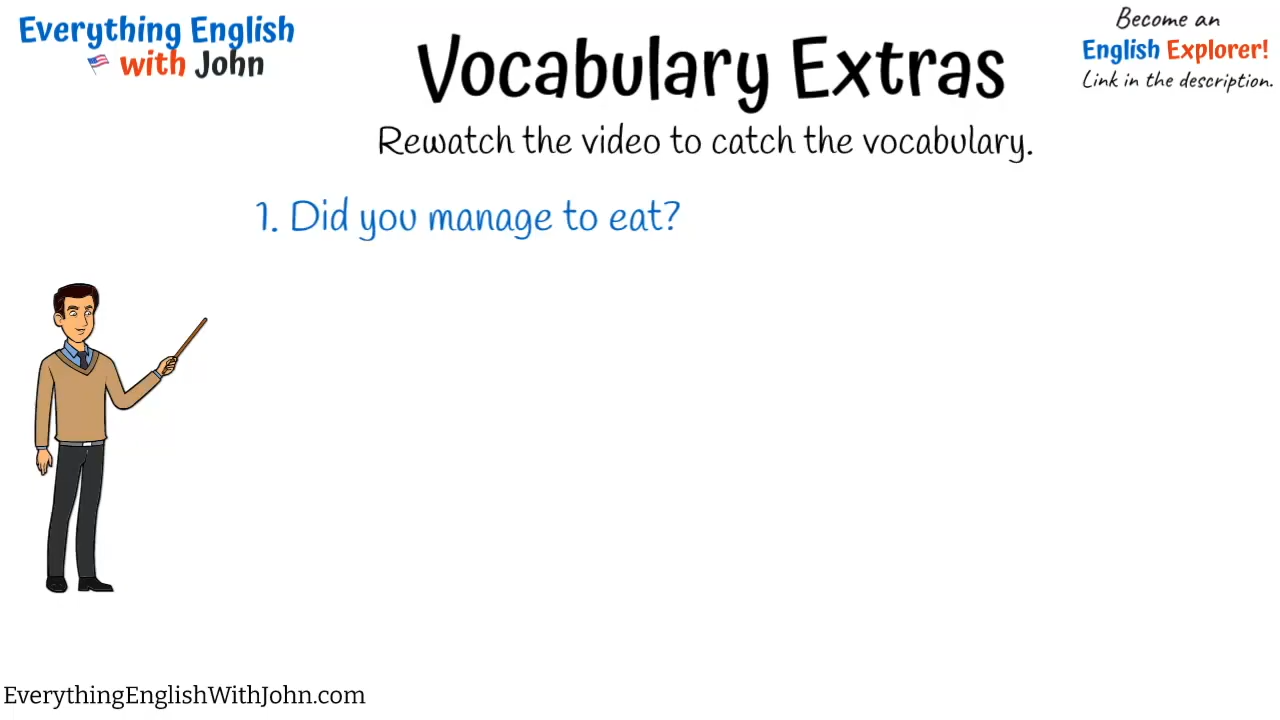 Everything English
with John
Vocabulary Extras
Become an
English Explorer!
Link in the description.
Rewatch the video to catch the vocabulary.
1. Did you manage to eat?
EverythingEnglishWithJohn.com